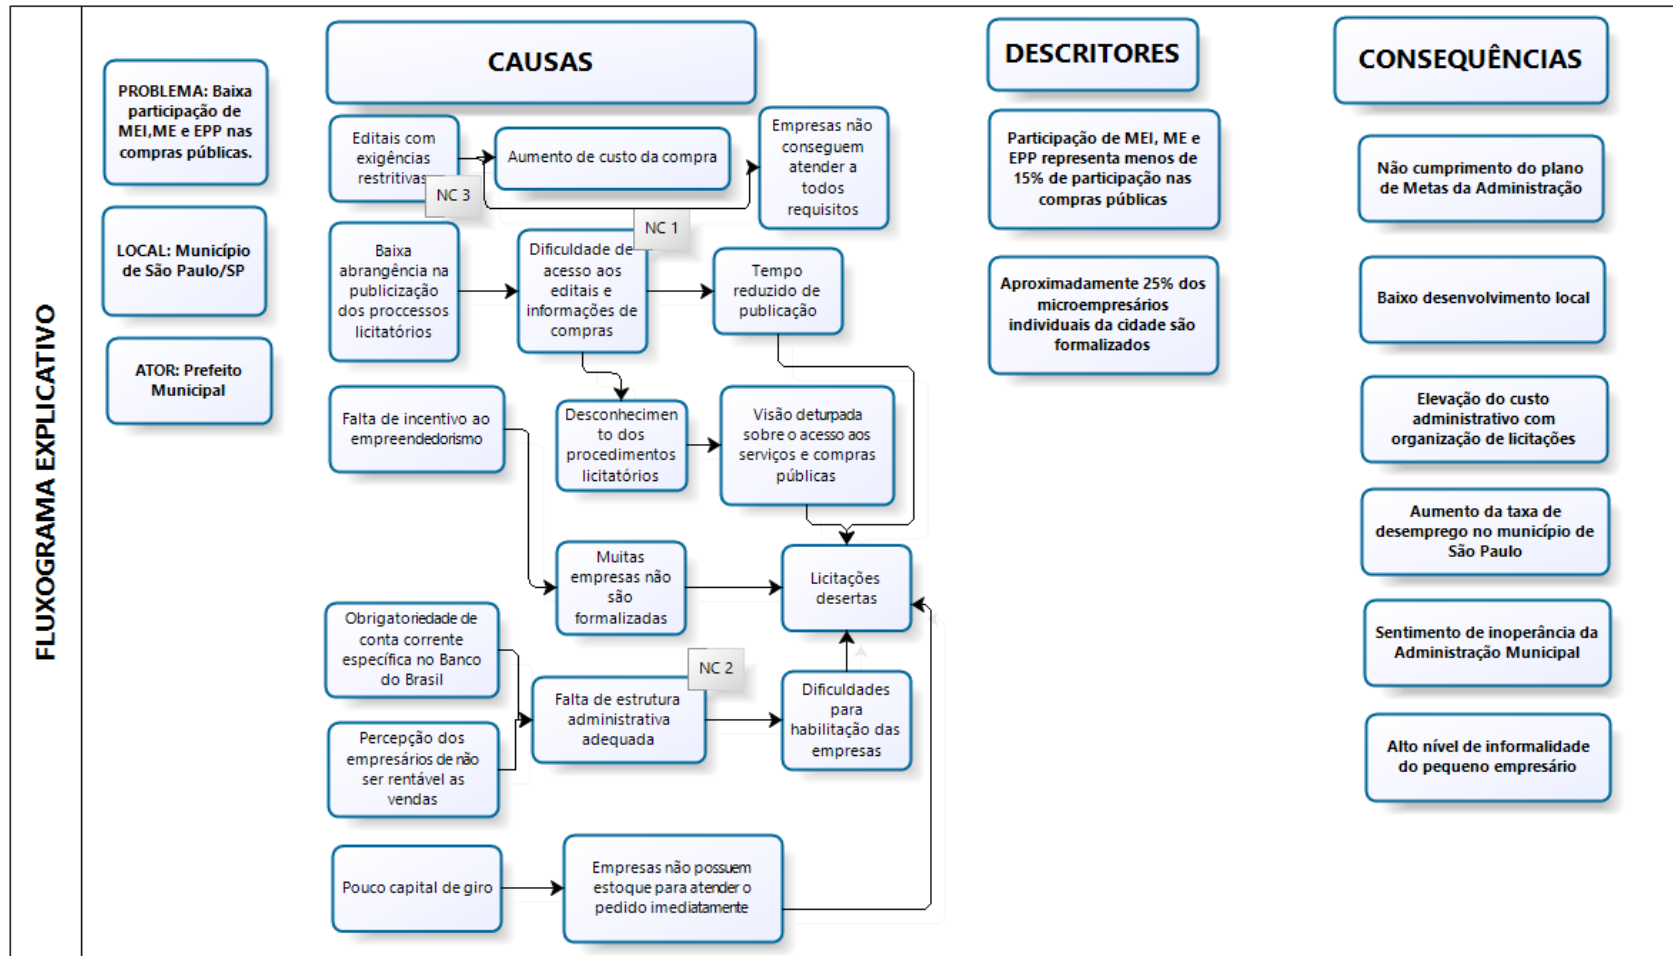 FLUXOGRAMA EXPLICATIVO
PROBLEMA: Baixa
participação de
MEI,ME e EPP nas
compras públicas.
LOCAL: Município
de São Paulo/SP
ATOR: Prefeito
Municipal
CAUSAS
Editais com
exigências
restritivas
NC 3
Aumento de custo da compra
Empresas não
conseguem
atender a
todos
requisitos
Baixa
abrangência na
publicização
dos proccessos
licitatórios
NC 1
Dificuldade de
acesso aos
editais e
informações de
compras
Tempo
reduzido de
publicação
Falta de incentivo ao
empreendedorismo
Desconhecimen
to dos
procedimentos
licitatórios
Visão deturpada
sobre o acesso aos
serviços e compras
públicas
Muitas
empresas não
são
formalizadas
Licitações
desertas
Obrigatoriedade de
conta corrente
específica no Banco
do Brasil
NC 2
Falta de estrutura
administrativa
adequada
Dificuldades
para
habilitação das
empresas
Percepção dos
empresários de não
ser rentável as
vendas
Pouco capital de giro
Empresas não possuem
estoque para atender o
pedido imediatamente
DESCRITORES
Participação de MEI, ME e
EPP representa menos de
15% de participação nas
compras públicas
Aproximadamente 25% dos
microempresários
individuais da cidade são
formalizados
CONSEQUÊNCIAS
Não cumprimento do plano
de Metas da Administração
Baixo desenvolvimento local
Elevação do custo
administrativo com
organização de licitações
Aumento da taxa de
desemprego no município de
São Paulo
Sentimento de inoperância da
Administração Municipal
Alto nível de informalidade
do pequeno empresário